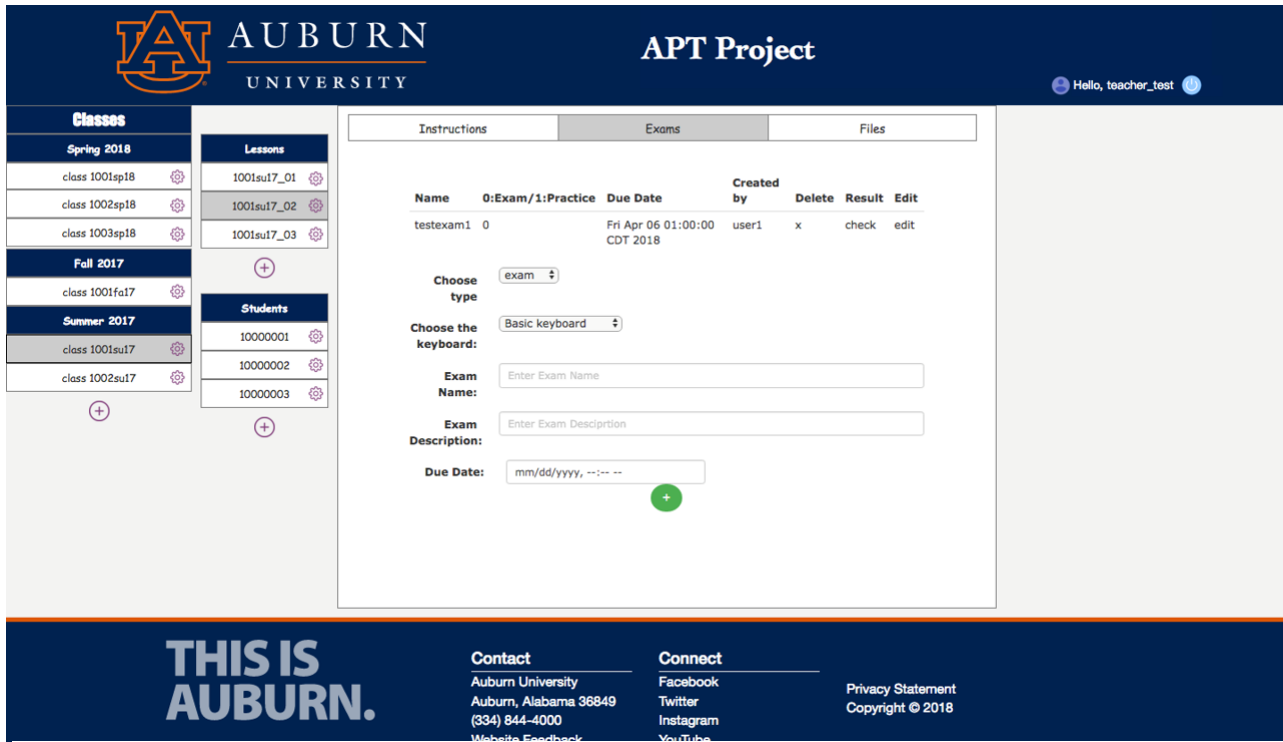 AUBURN
UNIVERSITY
APT Project
Hello, teacher_test
Classes
Spring 2018
class 1001sp18
class 1002sp18
class 1003sp18
Fall 2017
class 1001fa17
Summer 2017
class 1001su17
class 1002su17
Lessons
1001su17_01
1001su17_02
1001su17_03
Students
10000001
10000002
10000003
Instructions Exams Files
Name 0:Exam/1:Practice Due Date Created by Delete Result Edit
testexam1 0 Fri Apr 06 01:00:00 CDT 2018 user1 x check edit
Choose type
exam
Choose the keyboard:
Basic keyboard
Exam Name:
Enter Exam Name
Exam Description:
Enter Exam Desciprtion
Due Date:
mm/dd/yyyy, --:-- --
+
THIS IS
AUBURN.
Contact
Auburn University
Auburn, Alabama 36849
(334) 844-4000
Website Feedback
Connect
Facebook
Twitter
Instagram
YouTube
Privacy Statement
Copyright © 2018